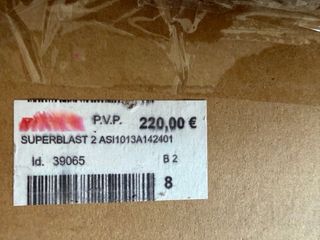 P.V.P. 220,00 €
SUPERBLAST 2 ASI1013A142401
Id. 39065 B 2
8